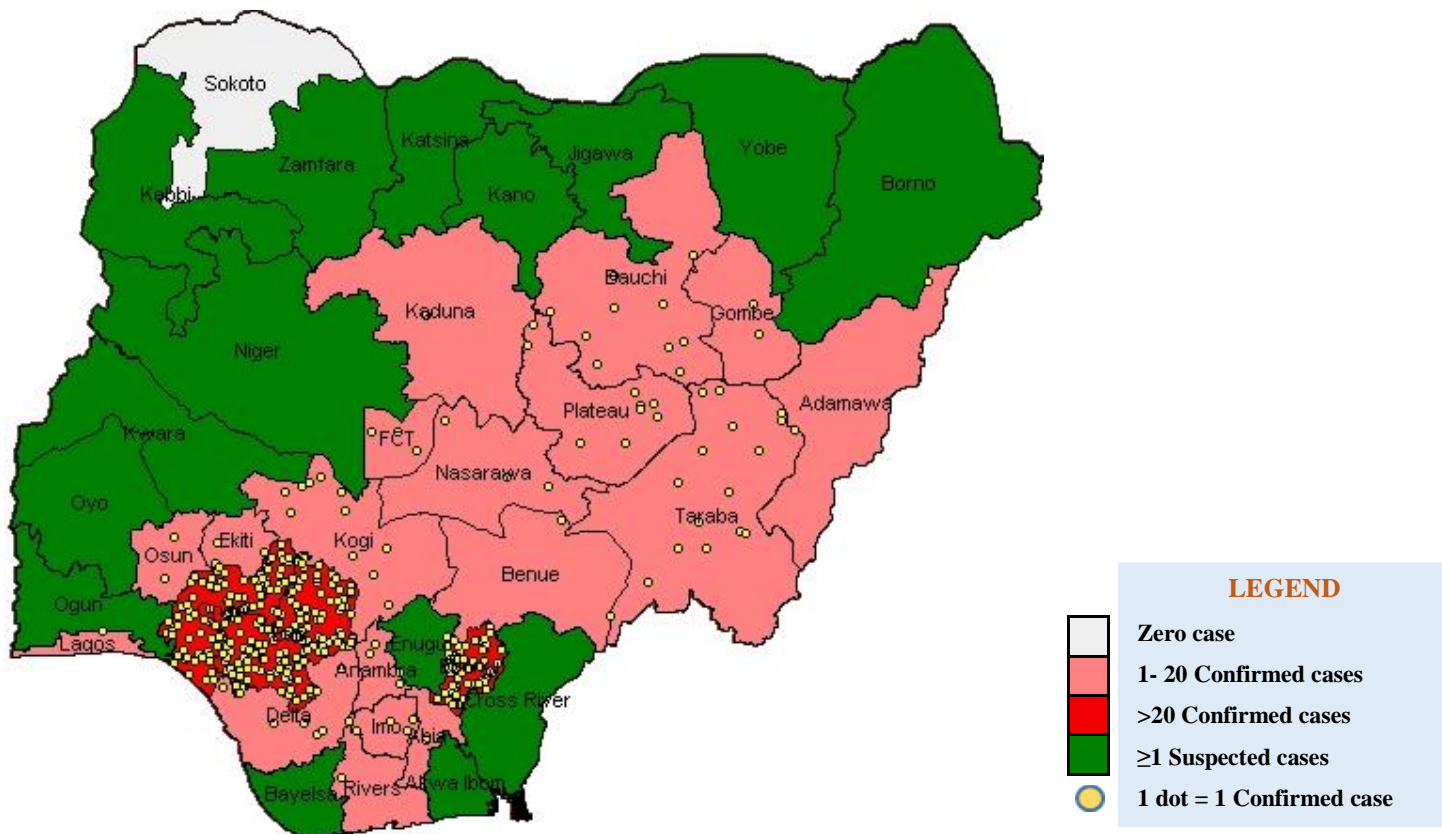 Sokoto
Katsina
Jigawa
Yobe
Zamfara
Kano
Borno
Kebbi
Bauchi
Kaduna
Gombe
Niger
Plateau
Adamawa
Kwara
FCT
Nasarawa
Oyo
Taraba
Ekiti
Kogi
Osun
Benue
Ogun
Lagos
Enugu
Anambra
Cross River
Delta
Imo
Abia
Bayelsa
Rivers
Akwa Ibom
LEGEND
Zero case
1- 20 Confirmed cases
>20 Confirmed cases
≥1 Suspected cases
1 dot = 1 Confirmed case